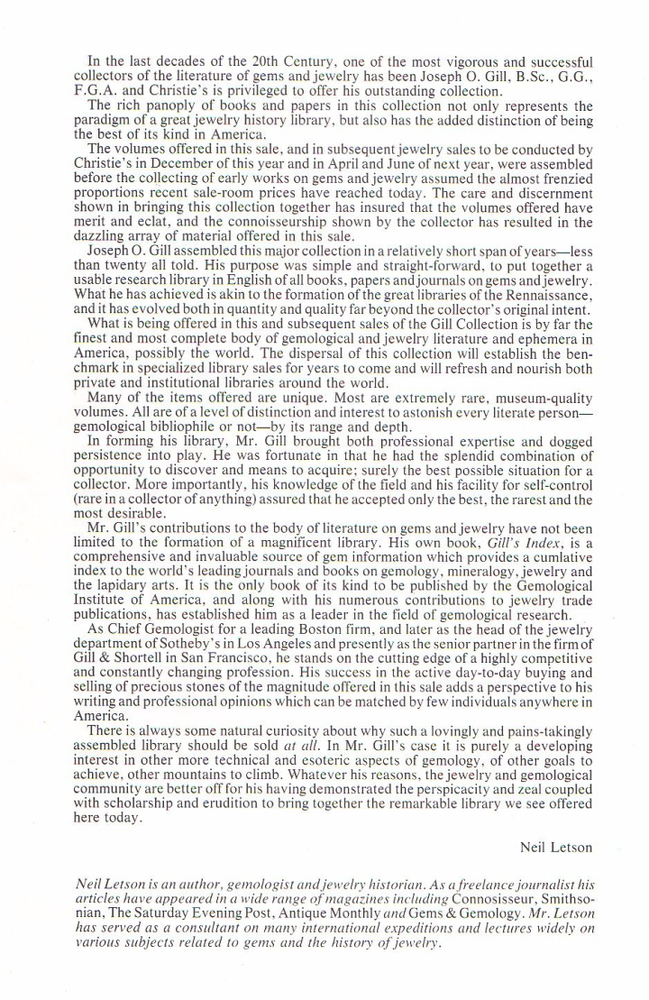 In the last decades of the 20th Century, one of the most vigorous and successful
collectors of the literature of gems and jewelry has been Joseph O. Gill, B.Sc., G.G.,
F.G.A. and Christie's is privileged to offer his outstanding collection.
The rich panoply of books and papers in this collection not only represents the
paradigm of a great jewelry history library, but also has the added distinction of being
the best of its kind in America.
The volumes offered in this sale, and in subsequent jewelry sales to be conducted by
Christie's in December of this year and in April and June of next year, were assembled
before the collecting of early works on gems and jewelry assumed the almost frenzied
proportions recent sale-room prices have reached today. The care and discernment
shown in bringing this collection together has insured that the volumes offered have
merit and eclat, and the connoisseurship shown by the collector has resulted in the
dazzling array of material offered in this sale.
Joseph O. Gill assembled this major collection in a relatively short span of years—less
than twenty all told. His purpose was simple and straight-forward, to put together a
usable research library in English of all books, papers and journals on gems and jewelry.
What he has achieved is akin to the formation of the great libraries of the Rennaissance,
and it has evolved both in quantity and quality far beyond the collector's original intent.
What is being offered in this and subsequent sales of the Gill Collection is by far the
finest and most complete body of gemological and jewelry literature and ephemera in
America, possibly the world. The dispersal of this collection will establish the ben-
chmark in specialized library sales for years to come and will refresh and nourish both
private and institutional libraries around the world.
Many of the items offered are unique. Most are extremely rare, museum-quality
volumes. All are of a level of distinction and interest to astonish every literate person—
gemological bibliophile or not—by its range and depth.
In forming his library, Mr. Gill brought both professional expertise and dogged
persistence into play. He was fortunate in that he had the splendid combination of
opportunity to discover and means to acquire; surely the best possible situation for a
collector. More importantly, his knowledge of the field and his facility for self-control
(rare in a collector of anything) assured that he accepted only the best, the rarest and the
most desirable.
Mr. Gill's contributions to the body of literature on gems and jewelry have not been
limited to the formation of a magnificent library. His own book, Gill's Index, is a
comprehensive and invaluable source of gem information which provides a cumlative
index to the world's leading journals and books on gemology, mineralogy, jewelry and
the lapidary arts. It is the only book of its kind to be published by the Gemological
Institute of America, and along with his numerous contributions to jewelry trade
publications, has established him as a leader in the field of gemological research.
As Chief Gemologist for a leading Boston firm, and later as the head of the jewelry
department of Sotheby's in Los Angeles and presently as the senior partner in the firm of
Gill & Shortell in San Francisco, he stands on the cutting edge of a highly competitive
and constantly changing profession. His success in the active day-to-day buying and
selling of precious stones of the magnitude offered in this sale adds a perspective to his
writing and professional opinions which can be matched by few individuals anywhere in
America.
There is always some natural curiosity about why such a lovingly and pains-takingly
assembled library should be sold at all. In Mr. Gill's case it is purely a developing
interest in other more technical and esoteric aspects of gemology, of other goals to
achieve, other mountains to climb. Whatever his reasons, the jewelry and gemological
community are better off for his having demonstrated the perspicacity and zeal coupled
with scholarship and erudition to bring together the remarkable library we see offered
here today.
Neil Letson
Neil Letson is an author, gemologist and jewelry historian. As a freelance journalist his
articles have appeared in a wide range of magazines including Connosisseur, Smithso-
nian, The Saturday Evening Post, Antique Monthly and Gems & Gemology. Mr. Letson
has served as a consultant on many international expeditions and lectures widely on
various subjects related to gems and the history of jewelry.